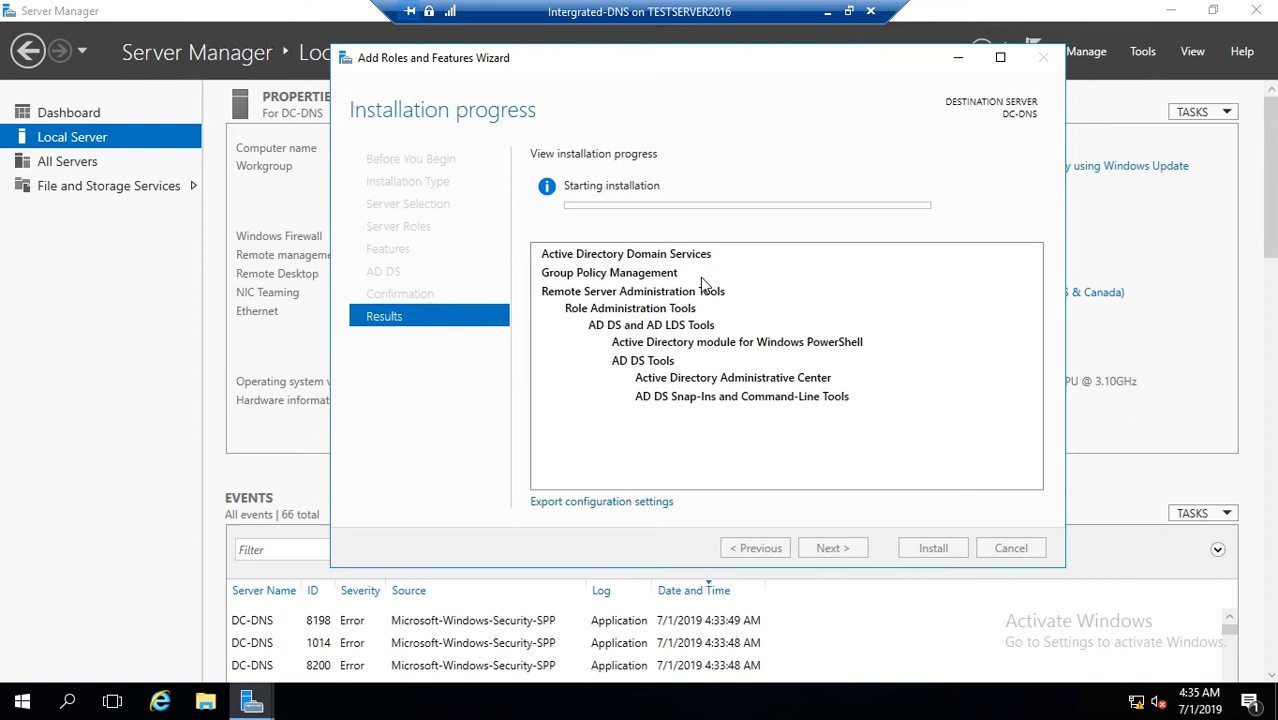 Server Manager
Intergrated-DNS on TESTSERVER2016
Server Manager
Manage
Tools
View
Help
Dashboard
Local Server
All Servers
File and Storage Services
For DC-DNS
TASKS
Computer name
Workgroup
Windows Firewall
Remote Desktop
NIC Teaming
Ethernet
using Windows Update
& Canada)
PU @ 3.10GHz
Add Roles and Features Wizard
Installation progress
DESTINATION SERVER
DC-DNS
Before You Begin
Installation Type
Server Selection
Server Roles
Features
AD DS
Confirmation
Results
View installation progress
Starting installation
Active Directory Domain Services
Group Policy Management
Remote Server Administration Tools
Role Administration Tools
AD DS and AD LDS Tools
Active Directory module for Windows PowerShell
AD DS Tools
Active Directory Administrative Center
AD DS Snap-Ins and Command-Line Tools
Export configuration settings
< Previous
Next >
Install
Cancel
EVENTS
All events | 66 total
TASKS
Filter
Server Name ID Severity Source Log Date and Time
DC-DNS 8198 Error Microsoft-Windows-Security-SPP Application 7/1/2019 4:33:49 AM
DC-DNS 1014 Error Microsoft-Windows-Security-SPP Application 7/1/2019 4:33:48 AM
DC-DNS 8200 Error Microsoft-Windows-Security-SPP Application 7/1/2019 4:33:48 AM
Activate Windows
Go to Settings to activate Windows.
4:35 AM
7/1/2019
1